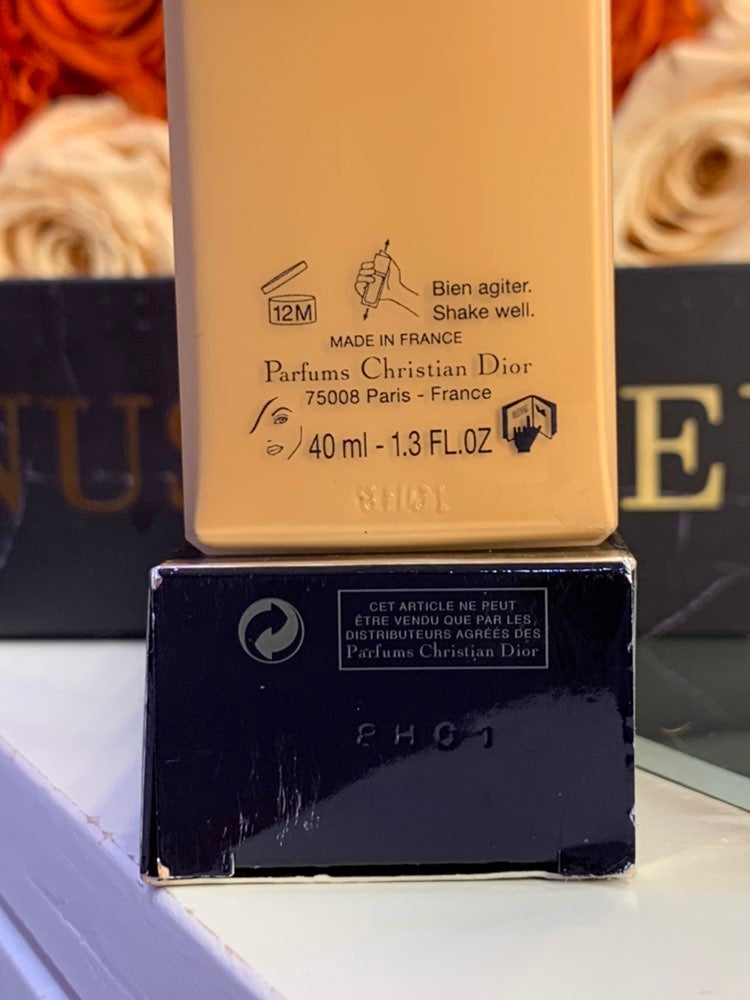 12M
Bien agiter.
Shake well.
MADE IN FRANCE
Parfums Christian Dior
75008 Paris - France
40 ml - 1.3 FL.OZ
CET ARTICLE NE PEUT
ÊTRE VENDU QUE PAR LES
DISTRIBUTEURS AGRÉÉS DES
Parfums Christian Dior